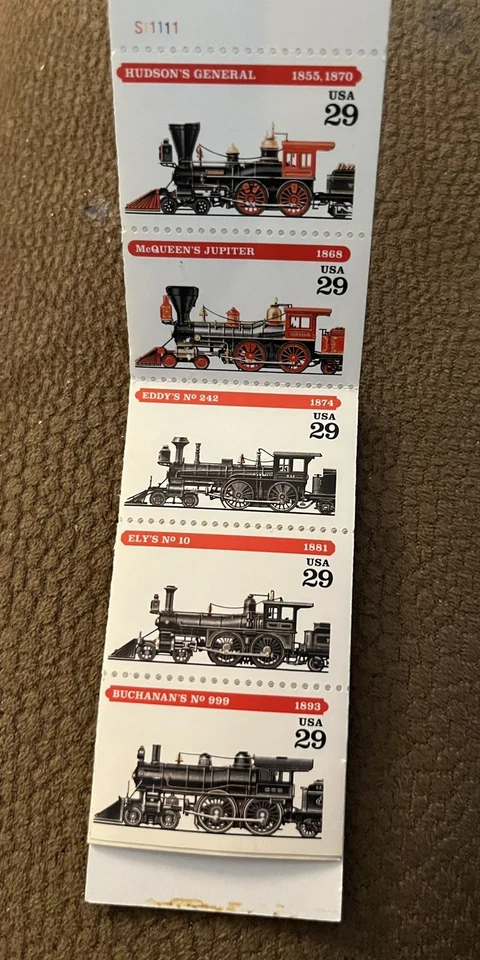 S11111
HUDSON'S GENERAL 1855,1870
USA
29
McQUEEN'S JUPITER 1868
USA
29
EDDY'S Nº 242 1874
USA
29
ELY'S Nº 10 1881
USA
29
BUCHANAN'S Nº 999 1893
USA
29
999